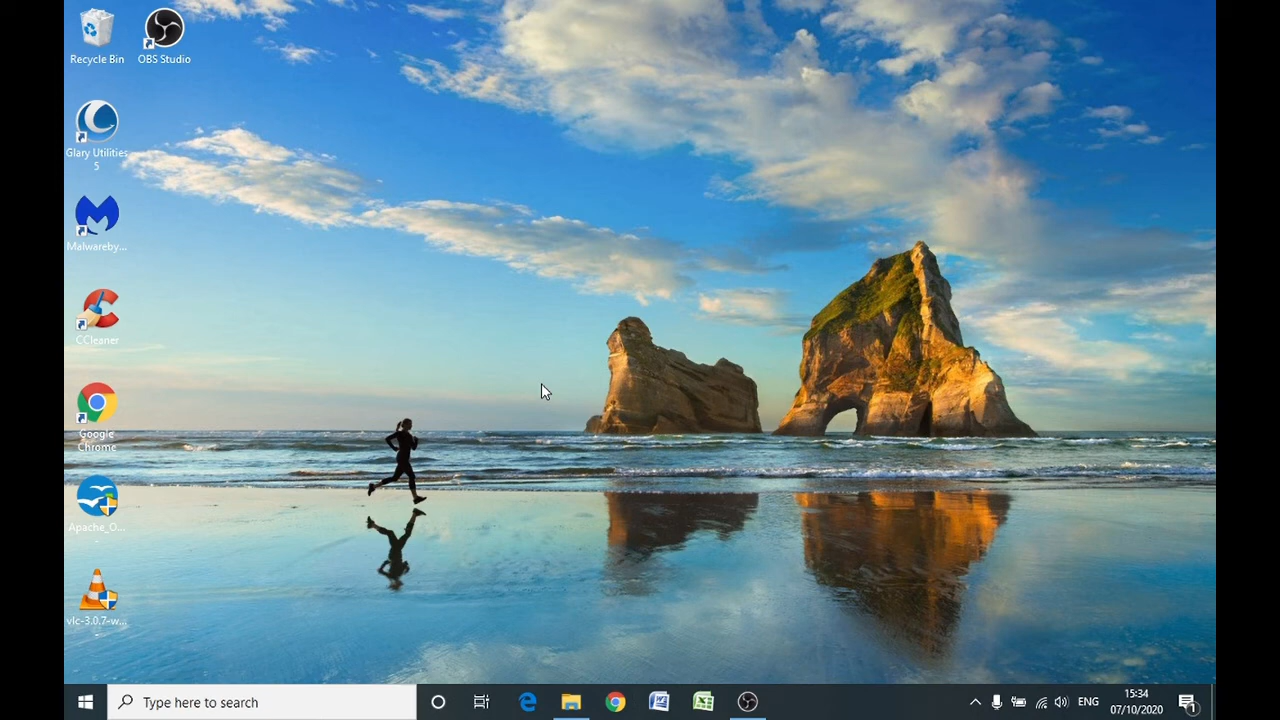 Recycle Bin
OBS Studio
Glary Utilities
5
Malwareby...
CCleaner
Google
Chrome
Apache_O...
vlc-3.0.7-w...
Type here to search
ENG
15:34
07/10/2020
1